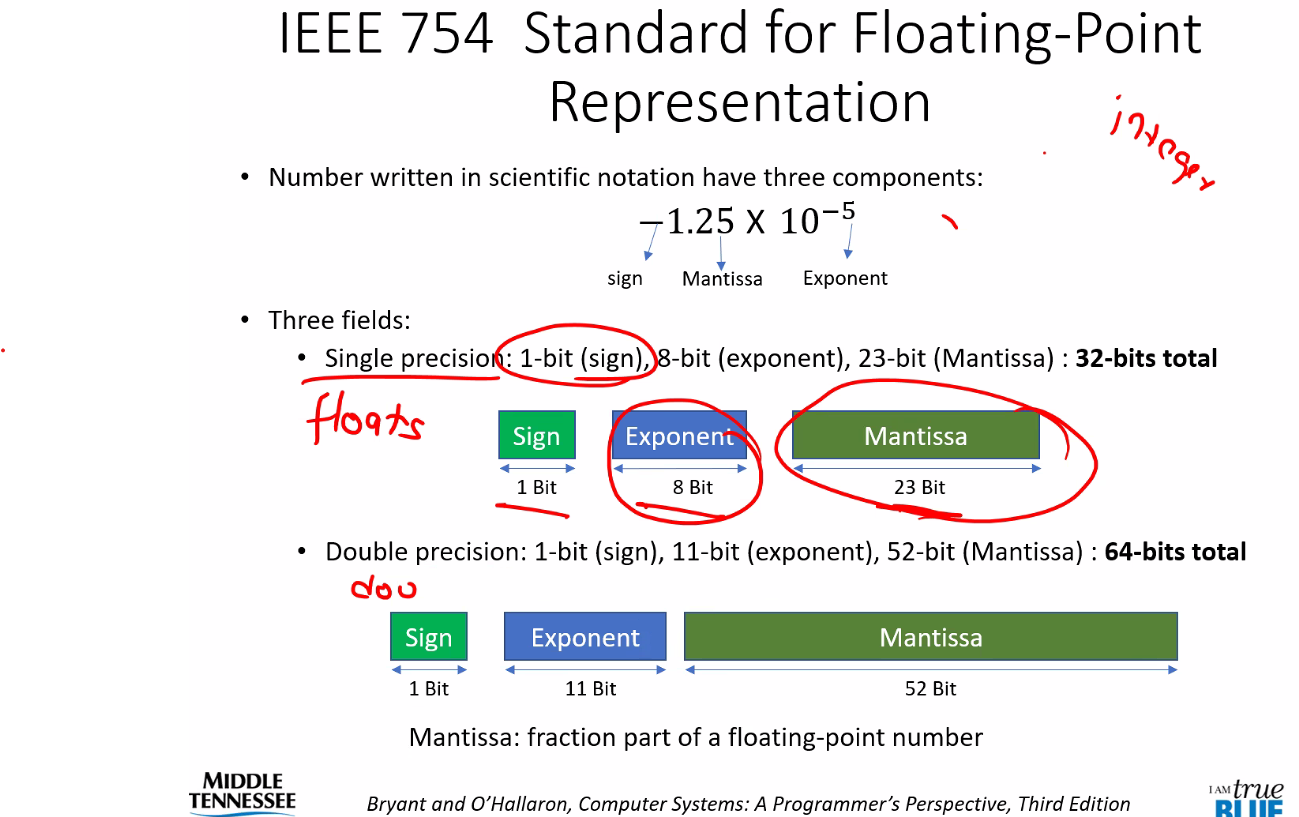 IEEE 754 Standard for Floating-Point
Representation
integer
• Number written in scientific notation have three components:
−1.25 X 10⁻⁵
sign Mantissa Exponent
• Three fields:
• Single precision: 1-bit (sign), 8-bit (exponent), 23-bit (Mantissa) : 32-bits total
floats
Sign Exponent Mantissa
1 Bit 8 Bit 23 Bit
• Double precision: 1-bit (sign), 11-bit (exponent), 52-bit (Mantissa) : 64-bits total
dou
Sign Exponent Mantissa
1 Bit 11 Bit 52 Bit
Mantissa: fraction part of a floating-point number
MIDDLE
TENNESSEE
Bryant and O'Hallaron, Computer Systems: A Programmer's Perspective, Third Edition
I AM true
BLUE